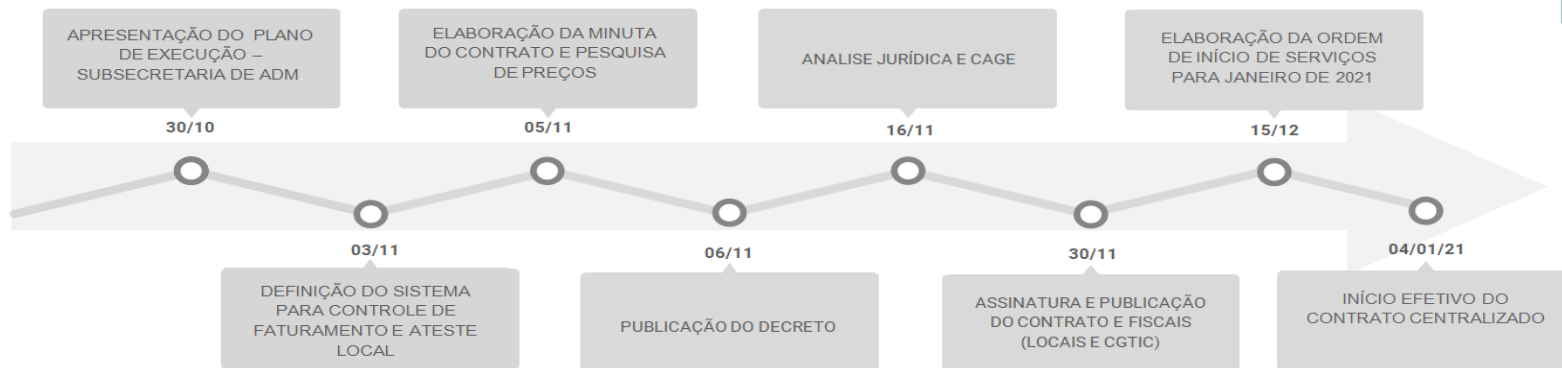 APRESENTAÇÃO DO PLANO
DE EXECUÇÃO –
SUBSECRETARIA DE ADM
30/10
03/11
DEFINIÇÃO DO SISTEMA
PARA CONTROLE DE
FATURAMENTO E ATESTE
LOCAL
ELABORAÇÃO DA MINUTA
DO CONTRATO E PESQUISA
DE PREÇOS
05/11
06/11
PUBLICAÇÃO DO DECRETO
ANALISE JURÍDICA E CAGE
16/11
30/11
ASSINATURA E PUBLICAÇÃO
DO CONTRATO E FISCAIS
(LOCAIS E CGTIC)
ELABORAÇÃO DA ORDEM
DE INÍCIO DE SERVIÇOS
PARA JANEIRO DE 2021
15/12
04/01/21
INÍCIO EFETIVO DO
CONTRATO CENTRALIZADO